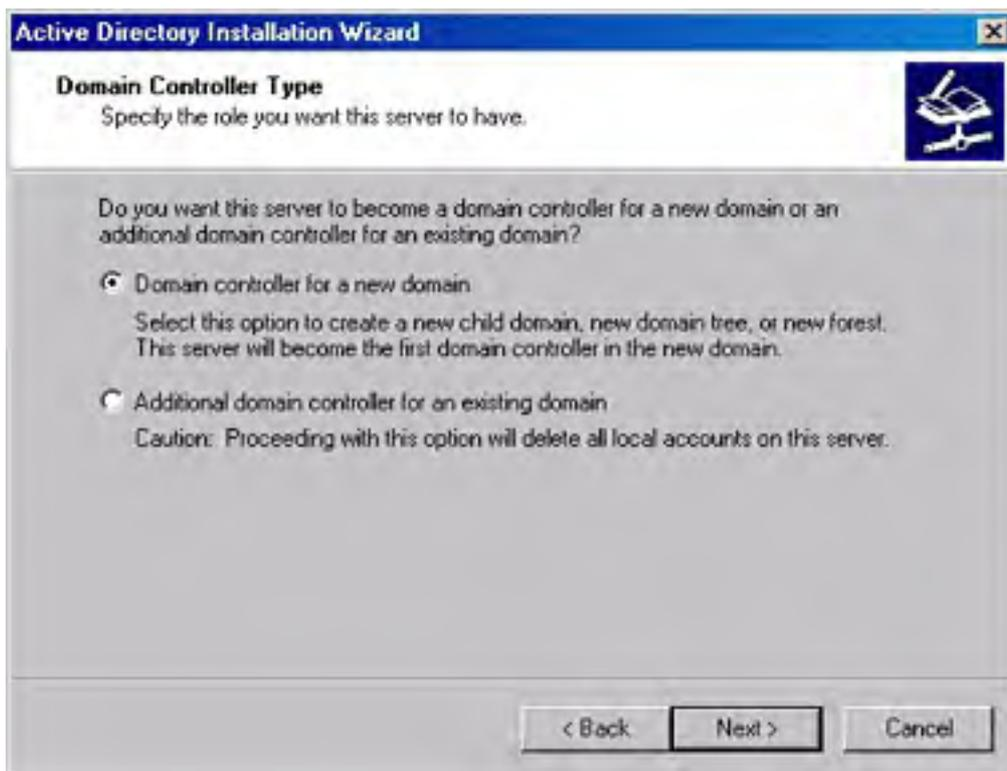 Active Directory Installation Wizard
Domain Controller Type
Specify the role you want this server to have.
Do you want this server to become a domain controller for a new domain or an
additional domain controller for an existing domain?
Domain controller for a new domain
Select this option to create a new child domain, new domain tree, or new forest.
This server will become the first domain controller in the new domain.
Additional domain controller for an existing domain
Caution: Proceeding with this option will delete all local accounts on this server.
< Back
Next >
Cancel